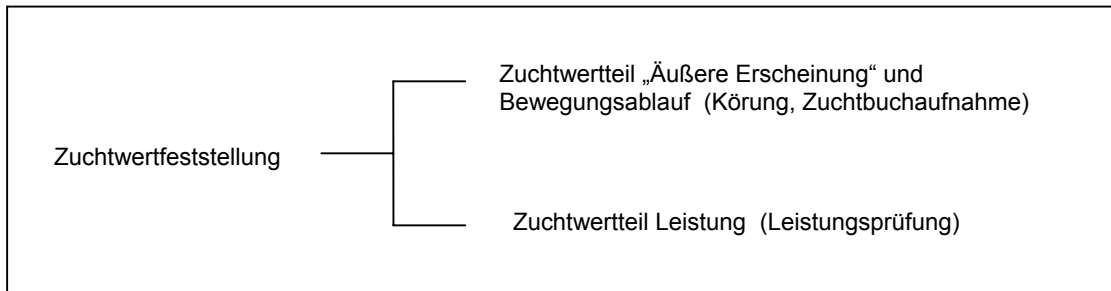 Zuchtwertteil „Äußere Erscheinung“ und
Bewegungsablauf (Körung, Zuchtbuchaufnahme)
Zuchtwertfeststellung
Zuchtwertteil Leistung (Leistungsprüfung)